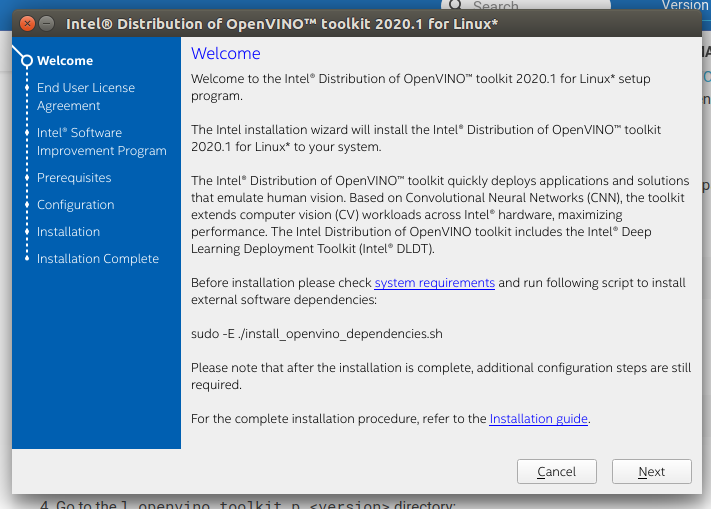 Search
Version
Intel® Distribution of OpenVINO™ toolkit 2020.1 for Linux*
Welcome
End User License
Agreement
Intel® Software
Improvement Program
Prerequisites
Configuration
Installation
Installation Complete
Welcome
Welcome to the Intel® Distribution of OpenVINO™ toolkit 2020.1 for Linux* setup
program.
The Intel installation wizard will install the Intel® Distribution of OpenVINO™ toolkit
2020.1 for Linux* to your system.
The Intel® Distribution of OpenVINO™ toolkit quickly deploys applications and solutions
that emulate human vision. Based on Convolutional Neural Networks (CNN), the toolkit
extends computer vision (CV) workloads across Intel® hardware, maximizing
performance. The Intel Distribution of OpenVINO toolkit includes the Intel® Deep
Learning Deployment Toolkit (Intel® DLDT).
Before installation please check system requirements and run following script to install
external software dependencies:
sudo -E ./install_openvino_dependencies.sh
Please note that after the installation is complete, additional configuration steps are still
required.
For the complete installation procedure, refer to the Installation guide.
Cancel
Next
4. Go to the l_openvino_toolkit_p_<version> directory: